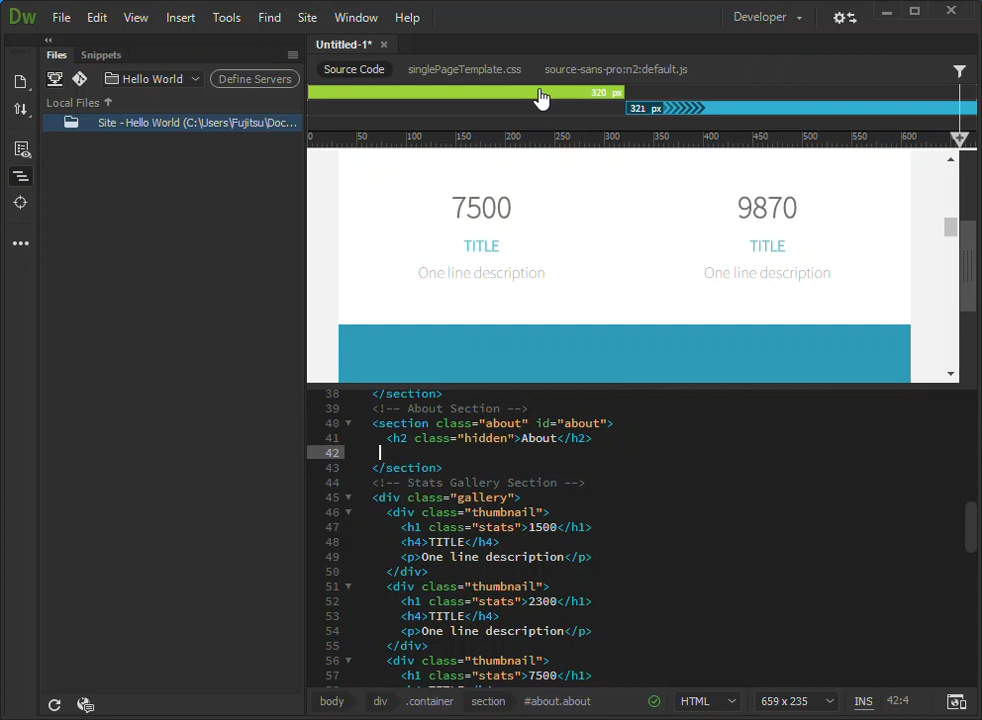 Dw File Edit View Insert Tools Find Site Window Help Developer
Files Snippets
Hello World Define Servers
Local Files
Site - Hello World (C:\Users\Fujitsu\Doc...
Untitled-1*
Source Code singlePageTemplate.css source-sans-pro:n2:default.js
320 px
321 px
0 50 100 150 200 250 300 350 400 450 500 550 600
7500 9870
TITLE TITLE
One line description One line description
38 </section>
39 <!-- About Section -->
40 <section class="about" id="about">
41 <h2 class="hidden">About</h2>
42
43 </section>
44 <!-- Stats Gallery Section -->
45 <div class="gallery">
46 <div class="thumbnail">
47 <h1 class="stats">1500</h1>
48 <h4>TITLE</h4>
49 <p>One line description</p>
50 </div>
51 <div class="thumbnail">
52 <h1 class="stats">2300</h1>
53 <h4>TITLE</h4>
54 <p>One line description</p>
55 </div>
56 <div class="thumbnail">
57 <h1 class="stats">7500</h1>
body div .container section #about.about HTML 659 x 235 INS 42:4